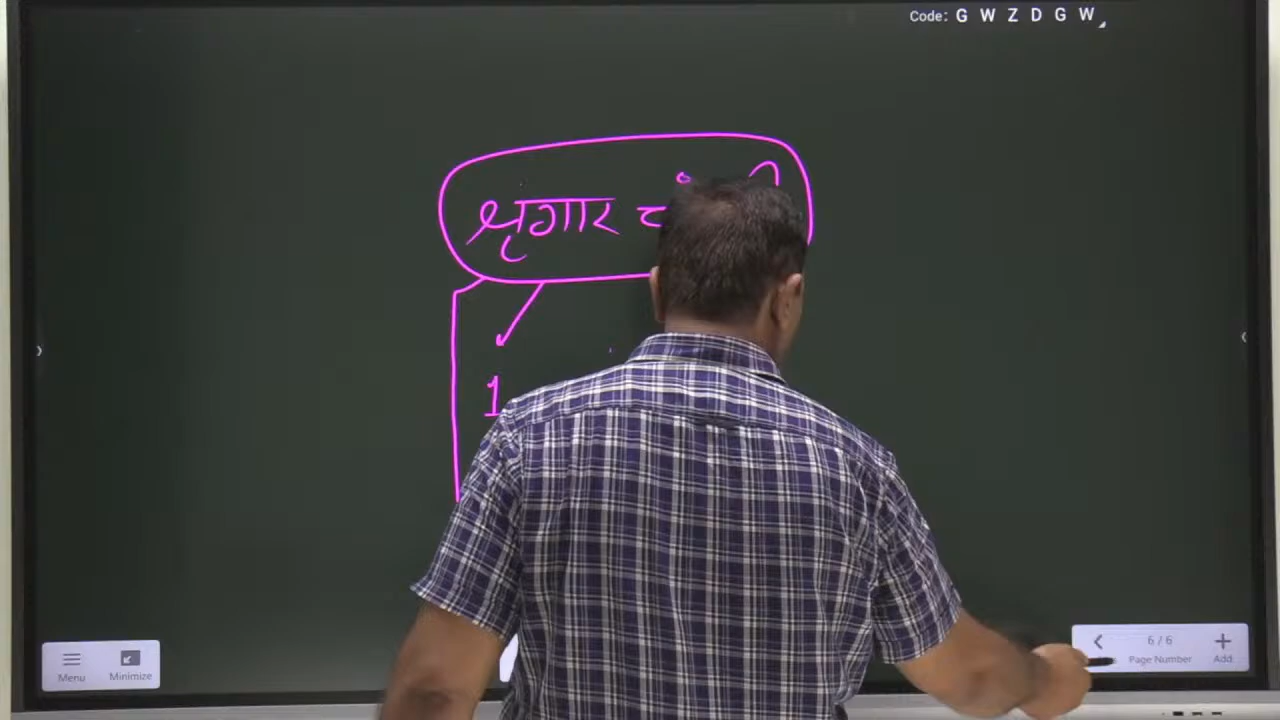 Code: G W Z D G W
श्रृगार
1
6 / 6
Menu
Minimize
Page Number
Add